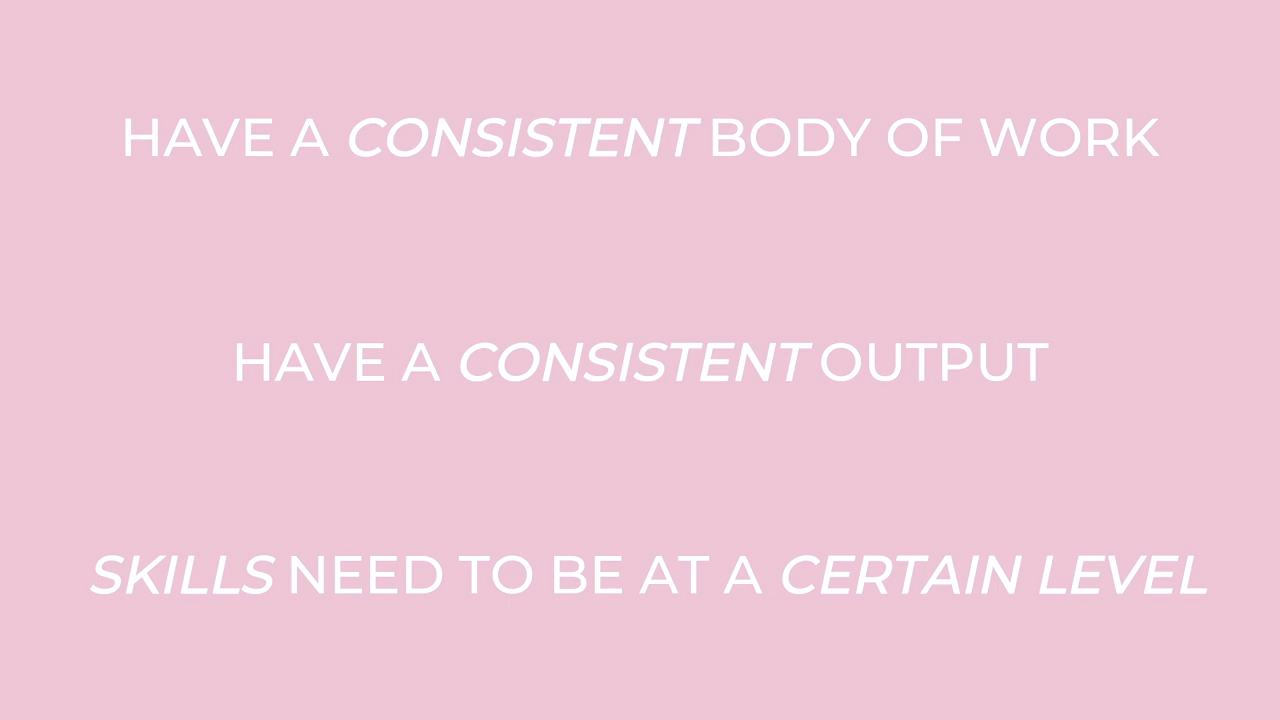 HAVE A CONSISTENT BODY OF WORK
HAVE A CONSISTENT OUTPUT
SKILLS NEED TO BE AT A CERTAIN LEVEL